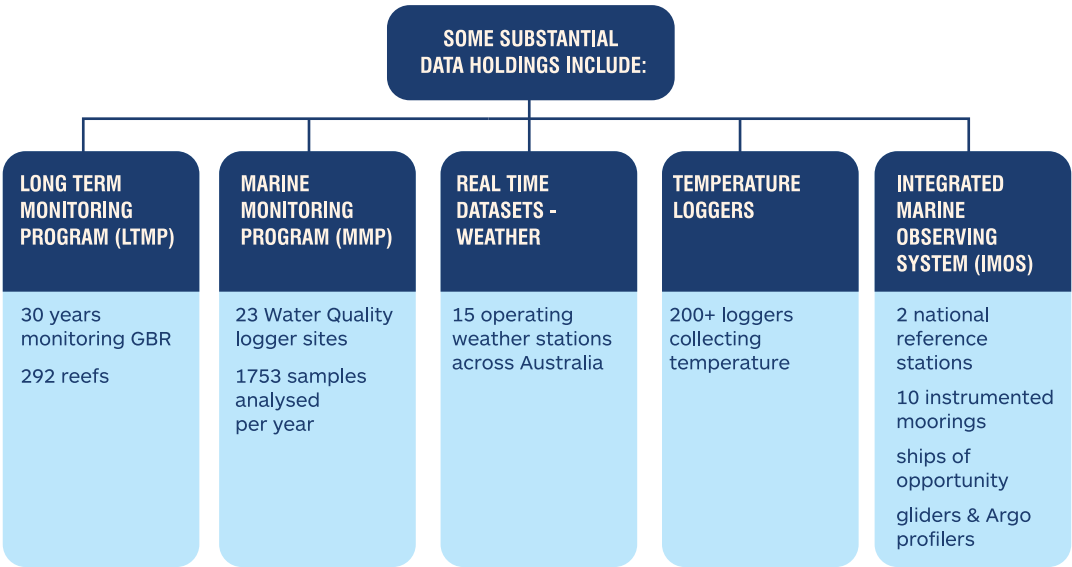 SOME SUBSTANTIAL
DATA HOLDINGS INCLUDE:
LONG TERM
MONITORING
PROGRAM (LTMP)
30 years
monitoring GBR
292 reefs
MARINE
MONITORING
PROGRAM (MMP)
23 Water Quality
logger sites
1753 samples
analysed
per year
REAL TIME
DATASETS -
WEATHER
15 operating
weather stations
across Australia
TEMPERATURE
LOGGERS
200+ loggers
collecting
temperature
INTEGRATED
MARINE
OBSERVING
SYSTEM (IMOS)
2 national
reference
stations
10 instrumented
moorings
ships of
opportunity
gliders & Argo
profilers